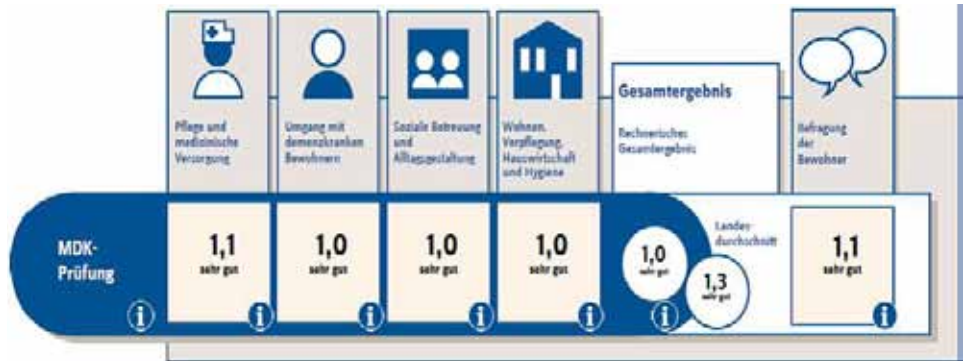 Pflege und
medizinische
Versorgung
Umgang mit
demenzkranken
Bewohnern
Soziale Betreuung
und
Alltagsgestaltung
Wohnen,
Verpflegung,
Hauswirtschaft
und Hygiene
Gesamtergebnis
Rechnerisches
Gesamtergebnis
Befragung
der
Bewohner
MDK-
Prüfung
1,1
sehr gut
1,0
sehr gut
1,0
sehr gut
1,0
sehr gut
1,0
sehr gut
Landes-
durchschnitt
1,3
sehr gut
1,1
sehr gut